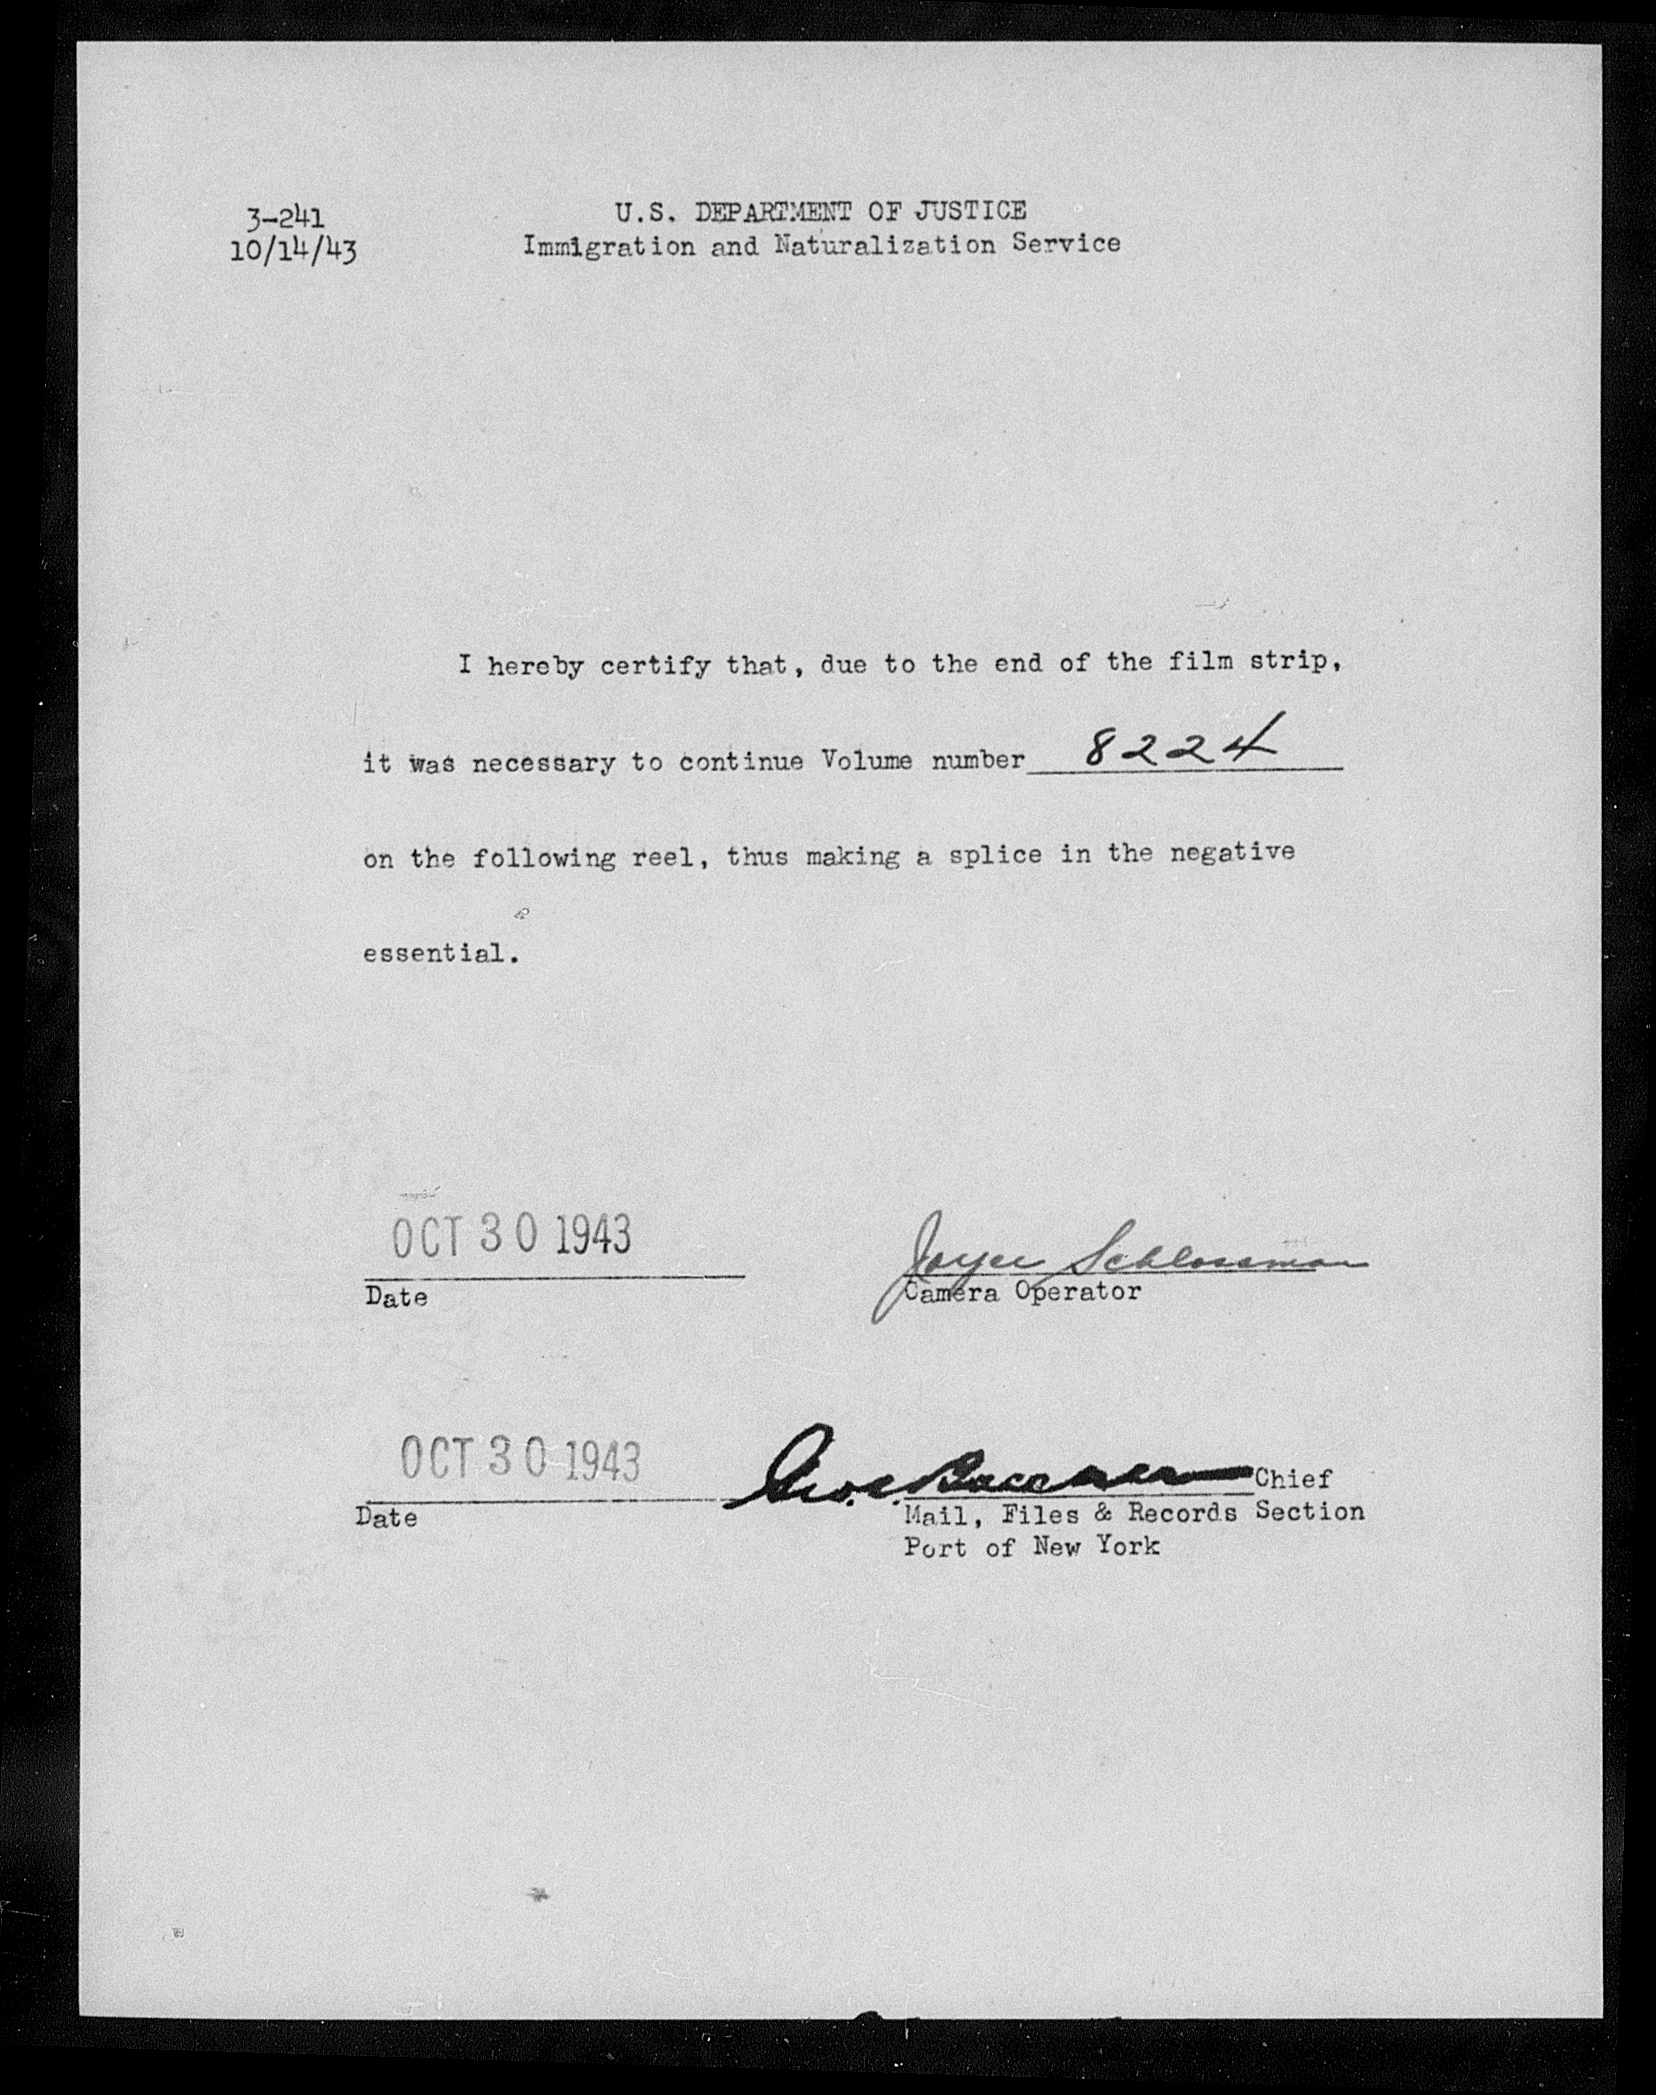 3-241
10/14/43
U.S. DEPARTMENT OF JUSTICE
Immigration and Naturalization Service
I hereby certify that, due to the end of the film strip,
it was necessary to continue Volume number 8224
on the following reel, thus making a splice in the negative
essential.
OCT 30 1943
Joyce Schlossman
Date
Camera Operator
OCT 30 1943
Chief
Date
Mail, Files & Records Section
Port of New York